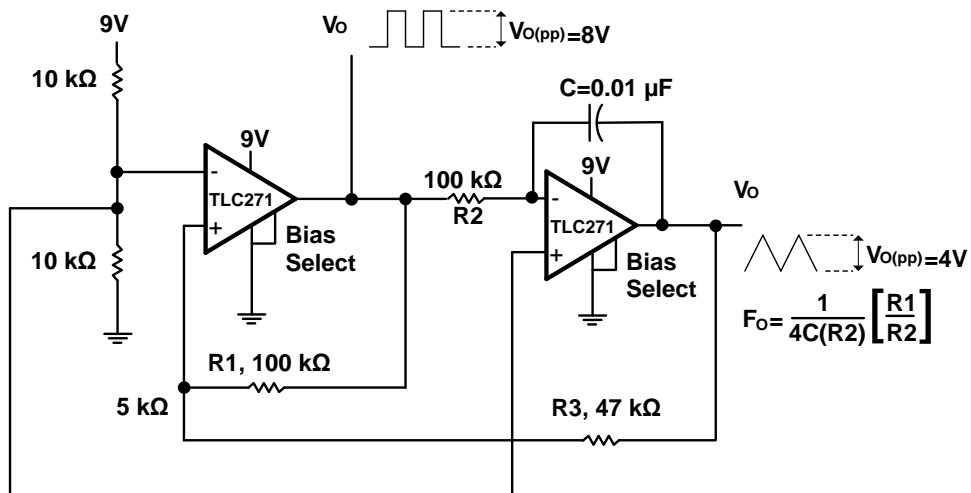 9V
10 kΩ
10 kΩ
VO
VO(pp)=8V
9V
-
TLC271
+
Bias
Select
R1, 100 kΩ
5 kΩ
100 kΩ
R2
C=0.01 µF
9V
-
TLC271
+
Bias
Select
R3, 47 kΩ
VO
VO(pp)=4V
FO= 1/4C(R2) [R1/R2]